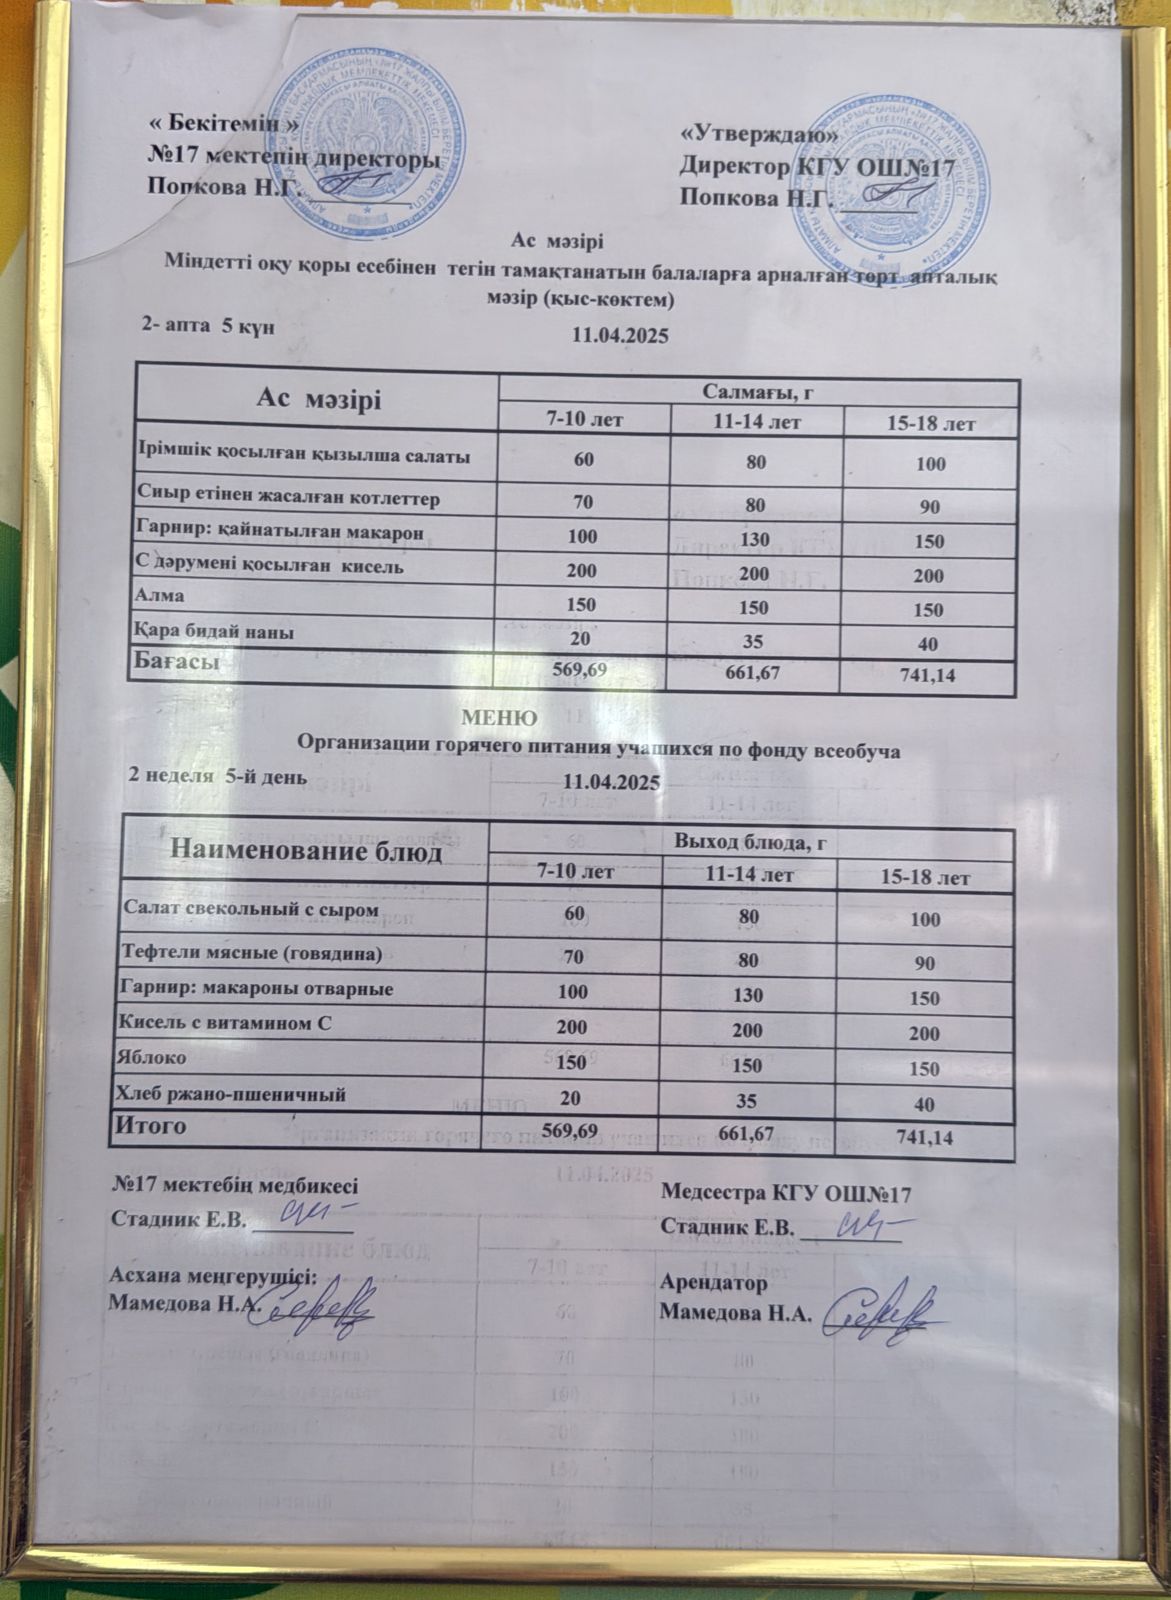 « Бекітемін »
№17 мектепің директоры
Попкова Н.Г.
«Утверждаю»
Директор КГУ ОШ№17
Попкова Н.Г.
Ас мәзірі
Міндетті оқу қоры есебінен тегін тамақтанатын балаларға арналған төрт апталық
мәзір (қыс-көктем)
2- апта 5 күн 11.04.2025
Ас мәзірі Салмағы, г
7-10 лет 11-14 лет 15-18 лет
Ірімшік қосылған қызылша салаты 60 80 100
Сиыр етінен жасалған котлеттер 70 80 90
Гарнир: қайнатылған макарон 100 130 150
С дәрумені қосылған кисель 200 200 200
Алма 150 150 150
Қара бидай наны 20 35 40
Бағасы 569,69 661,67 741,14
МЕНЮ
Организации горячего питания учащихся по фонду всеобуча
2 неделя 5-й день 11.04.2025
Наименование блюд Выход блюда, г
7-10 лет 11-14 лет 15-18 лет
Салат свекольный с сыром 60 80 100
Тефтели мясные (говядина) 70 80 90
Гарнир: макароны отварные 100 130 150
Кисель с витамином С 200 200 200
Яблоко 150 150 150
Хлеб ржано-пшеничный 20 35 40
Итого 569,69 661,67 741,14
№17 мектебің медбикесі
Стадник Е.В.
Медсестра КГУ ОШ№17
Стадник Е.В.
Асхана меңгерушісі:
Мамедова Н.А.
Арендатор
Мамедова Н.А.